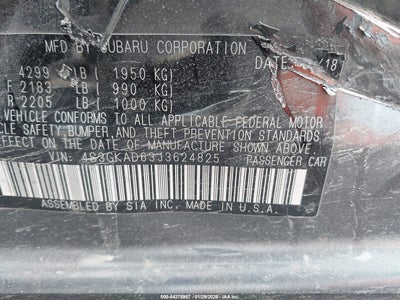 MFD BY SUBARU CORPORATION DATE /18
4299 LB( 1950 KG)
F 2183 LB ( 990 KG)
R 2205 LB ( 1000 KG)
VEHICLE CONFORMS TO ALL APPLICABLE FEDERAL MOTOR
CLE SAFETY, BUMPER, AND THEFT PREVENTION STANDARDS
EFFECT ON THE DATE OF MANUFACTURE SHOWN ABOVE.
VIN: 4S3GKAD63J3624825 PASSENGER CAR
ASSEMBLED BY SIA INC. MADE IN U.S.A.
000-44375967 - 01/29/2026 - IAA Inc.